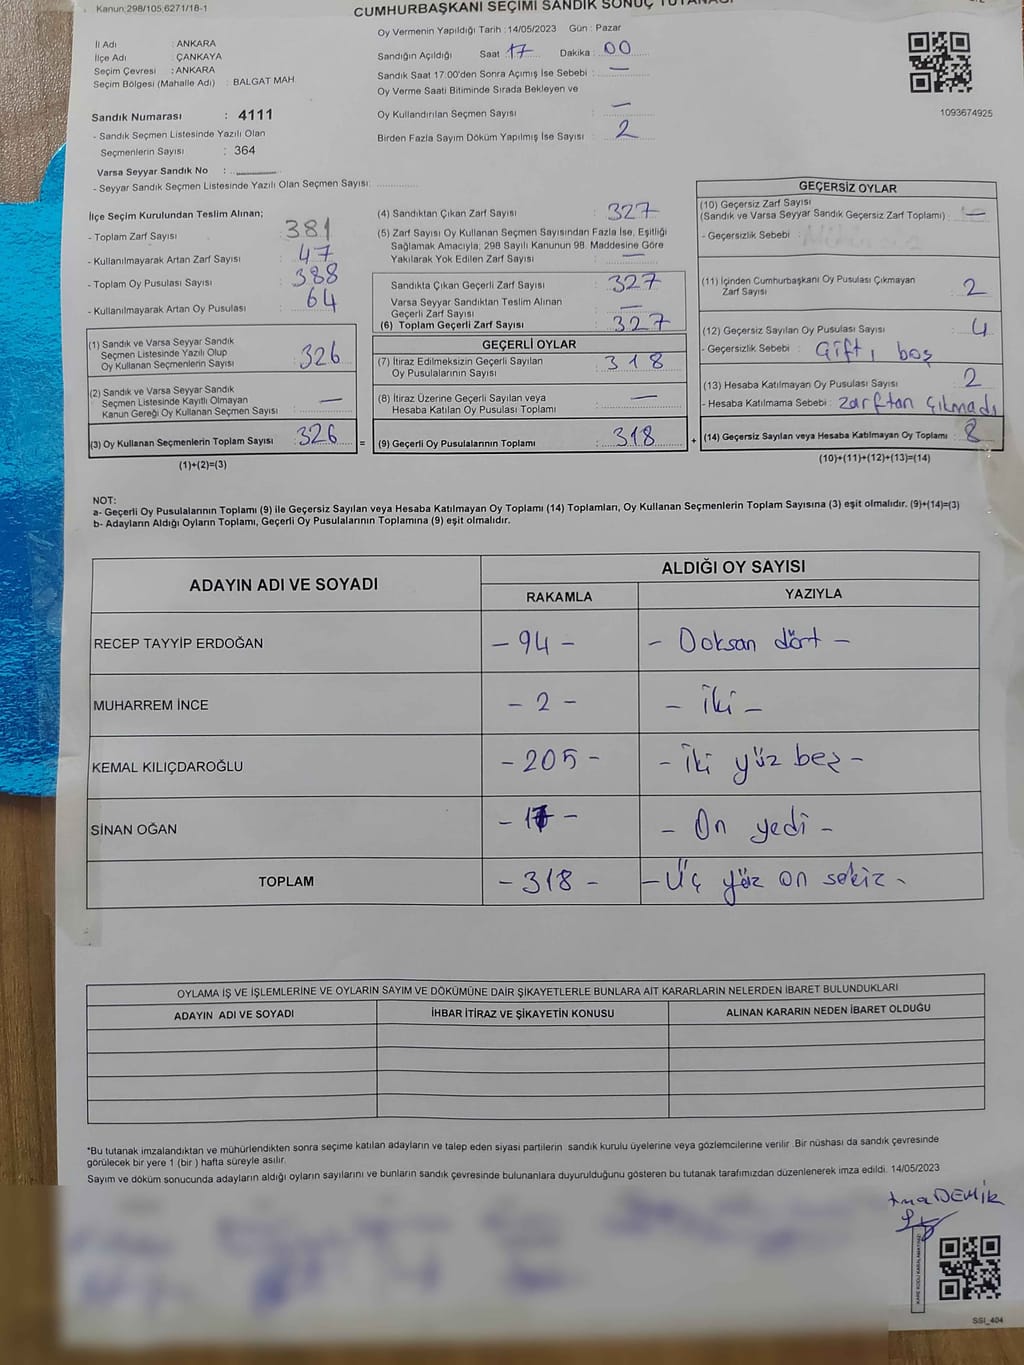 Kanun:298/105,6271/18-1
CUMHURBAŞKANI SEÇİMİ SANDIK SONUÇ TUTANAĞI
Oy Vermenin Yapıldığı Tarih :14/05/2023 Gün : Pazar
İl Adı : ANKARA
İlçe Adı : ÇANKAYA
Seçim Çevresi : ANKARA
Seçim Bölgesi (Mahalle Adı) : BALGAT MAH
Sandığın Açıldığı Saat : 17 Dakika : 00
Sandık Saat 17:00'den Sonra Açımış İse Sebebi : —
Oy Verme Saati Bitiminde Sırada Bekleyen ve
Oy Kullandırılan Seçmen Sayısı : —
Birden Fazla Sayım Döküm Yapılmış İse Sayısı : 2
1093674925
Sandık Numarası : 4111
- Sandık Seçmen Listesinde Yazılı Olan
Seçmenlerin Sayısı : 364
Varsa Seyyar Sandık No :
- Seyyar Sandık Seçmen Listesinde Yazılı Olan Seçmen Sayısı:
İlçe Seçim Kurulundan Teslim Alınan;
- Toplam Zarf Sayısı : 381
- Kullanılmayarak Artan Zarf Sayısı : 47
- Toplam Oy Pusulası Sayısı : 388
- Kullanılmayarak Artan Oy Pusulası : 64
(1) Sandık ve Varsa Seyyar Sandık
Seçmen Listesinde Yazılı Olup
Oy Kullanan Seçmenlerin Sayısı : 326
(2) Sandık ve Varsa Seyyar Sandık
Seçmen Listesinde Kayıtlı Olmayan
Kanun Gereği Oy Kullanan Seçmen Sayısı : —
(3) Oy Kullanan Seçmenlerin Toplam Sayısı : 326 =
(1)+(2)=(3)
(4) Sandıktan Çıkan Zarf Sayısı : 327
(5) Zarf Sayısı Oy Kullanan Seçmen Sayısından Fazla İse, Eşitliği
Sağlamak Amacıyla; 298 Sayılı Kanunun 98. Maddesine Göre
Yakılarak Yok Edilen Zarf Sayısı : —
Sandıkta Çıkan Geçerli Zarf Sayısı : 327
Varsa Seyyar Sandıktan Teslim Alınan
Geçerli Zarf Sayısı : —
(6) Toplam Geçerli Zarf Sayısı : 327
GEÇERLİ OYLAR
(7) İtiraz Edilmeksizin Geçerli Sayılan
Oy Pusulalarının Sayısı : 318
(8) İtiraz Üzerine Geçerli Sayılan veya
Hesaba Katılan Oy Pusulası Toplamı : —
(9) Geçerli Oy Pusulalarının Toplamı : 318 +
GEÇERSİZ OYLAR
(10) Geçersiz Zarf Sayısı
(Sandık ve Varsa Seyyar Sandık Geçersiz Zarf Toplamı) : —
- Geçersizlik Sebebi :
(11) İçinden Cumhurbaşkanı Oy Pusulası Çıkmayan
Zarf Sayısı : 2
(12) Geçersiz Sayılan Oy Pusulası Sayısı : 4
- Geçersizlik Sebebi : Çift, boş
(13) Hesaba Katılmayan Oy Pusulası Sayısı : 2
- Hesaba Katılmama Sebebi : zarftan çıkmadı
(14) Geçersiz Sayılan veya Hesaba Katılmayan Oy Toplamı : 8
(10)+(11)+(12)+(13)=(14)
NOT:
a- Geçerli Oy Pusulalarının Toplamı (9) ile Geçersiz Sayılan veya Hesaba Katılmayan Oy Toplamı (14) Toplamları, Oy Kullanan Seçmenlerin Toplam Sayısına (3) eşit olmalıdır. (9)+(14)=(3)
b- Adayların Aldığı Oyların Toplamı, Geçerli Oy Pusulalarının Toplamına (9) eşit olmalıdır.
ADAYIN ADI VE SOYADI ALDIĞI OY SAYISI
RAKAMLA YAZIYLA
RECEP TAYYİP ERDOĞAN - 94 - - Doksan dört -
MUHARREM İNCE - 2 - - İki -
KEMAL KILIÇDAROĞLU - 205 - - İki yüz beş -
SİNAN OĞAN - 17 - - On yedi -
TOPLAM - 318 - - Üç yüz on sekiz -
OYLAMA İŞ VE İŞLEMLERİNE VE OYLARIN SAYIM VE DÖKÜMÜNE DAİR ŞİKAYETLERLE BUNLARA AİT KARARLARIN NELERDEN İBARET BULUNDUKLARI
ADAYIN ADI VE SOYADI İHBAR İTİRAZ VE ŞİKAYETİN KONUSU ALINAN KARARIN NEDEN İBARET OLDUĞU
*Bu tutanak imzalandıktan ve mühürlendikten sonra seçime katılan adayların ve talep eden siyasi partilerin sandık kurulu üyelerine veya gözlemcilerine verilir .Bir nüshası da sandık çevresinde
görülecek bir yere 1 (bir) hafta süreyle asılır.
Sayım ve döküm sonucunda adayların aldığı oyların sayılarını ve bunların sandık çevresinde bulunanlara duyurulduğunu gösteren bu tutanak tarafımızdan düzenlenerek imza edildi. 14/05/2023
SSI_404